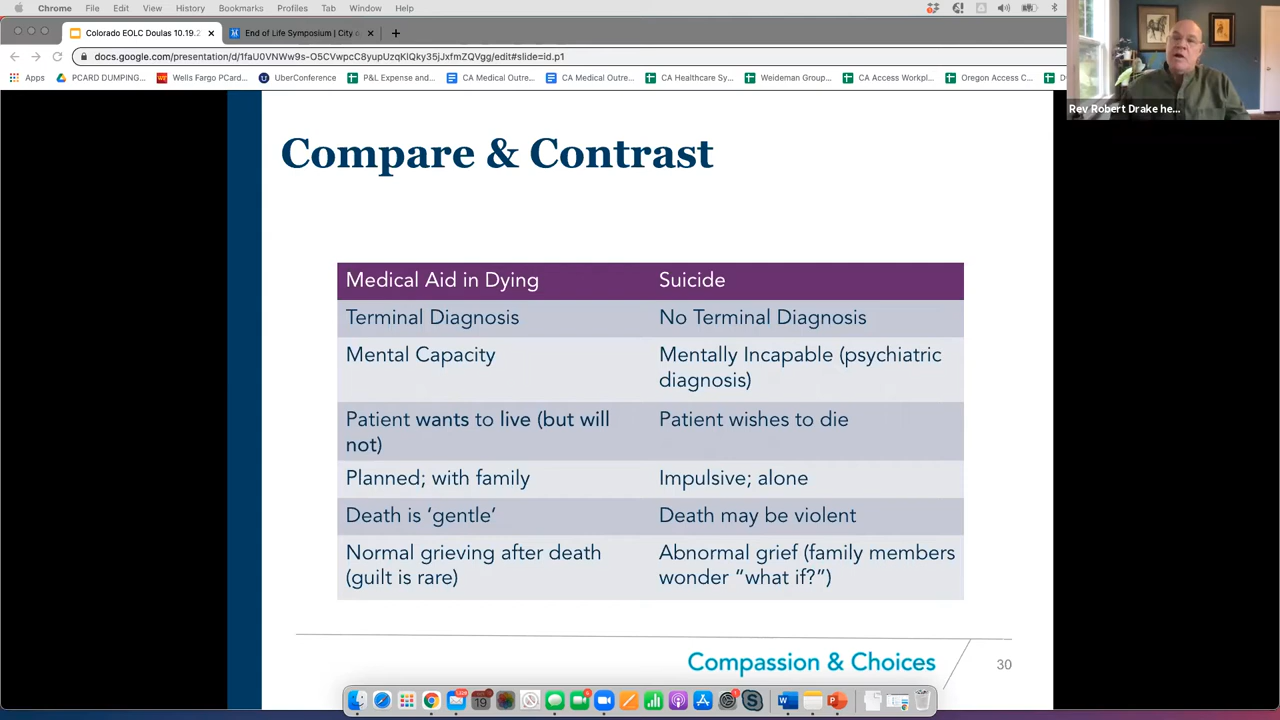 Chrome File Edit View History Bookmarks Profiles Tab Window Help
Colorado EOLC Doulas 10.19.2 × End of Life Symposium | City o × +
docs.google.com/presentation/d/1faU0VNWw9s-O5CVwpcC8yupUzqKlQky35jJxfmZQVgg/edit#slide=id.p1
Apps PCARD DUMPING... Wells Fargo PCard... UberConference P&L Expense and... CA Medical Outre... CA Medical Outre... CA Healthcare Sy... Weideman Group... CA Access Workpl... Oregon Access C...
Rev Robert Drake he...
Compare & Contrast
Medical Aid in Dying Suicide
Terminal Diagnosis No Terminal Diagnosis
Mental Capacity Mentally Incapable (psychiatric
diagnosis)
Patient wants to live (but will Patient wishes to die
not)
Planned; with family Impulsive; alone
Death is ‘gentle’ Death may be violent
Normal grieving after death Abnormal grief (family members
(guilt is rare) wonder “what if?”)
Compassion & Choices 30
19